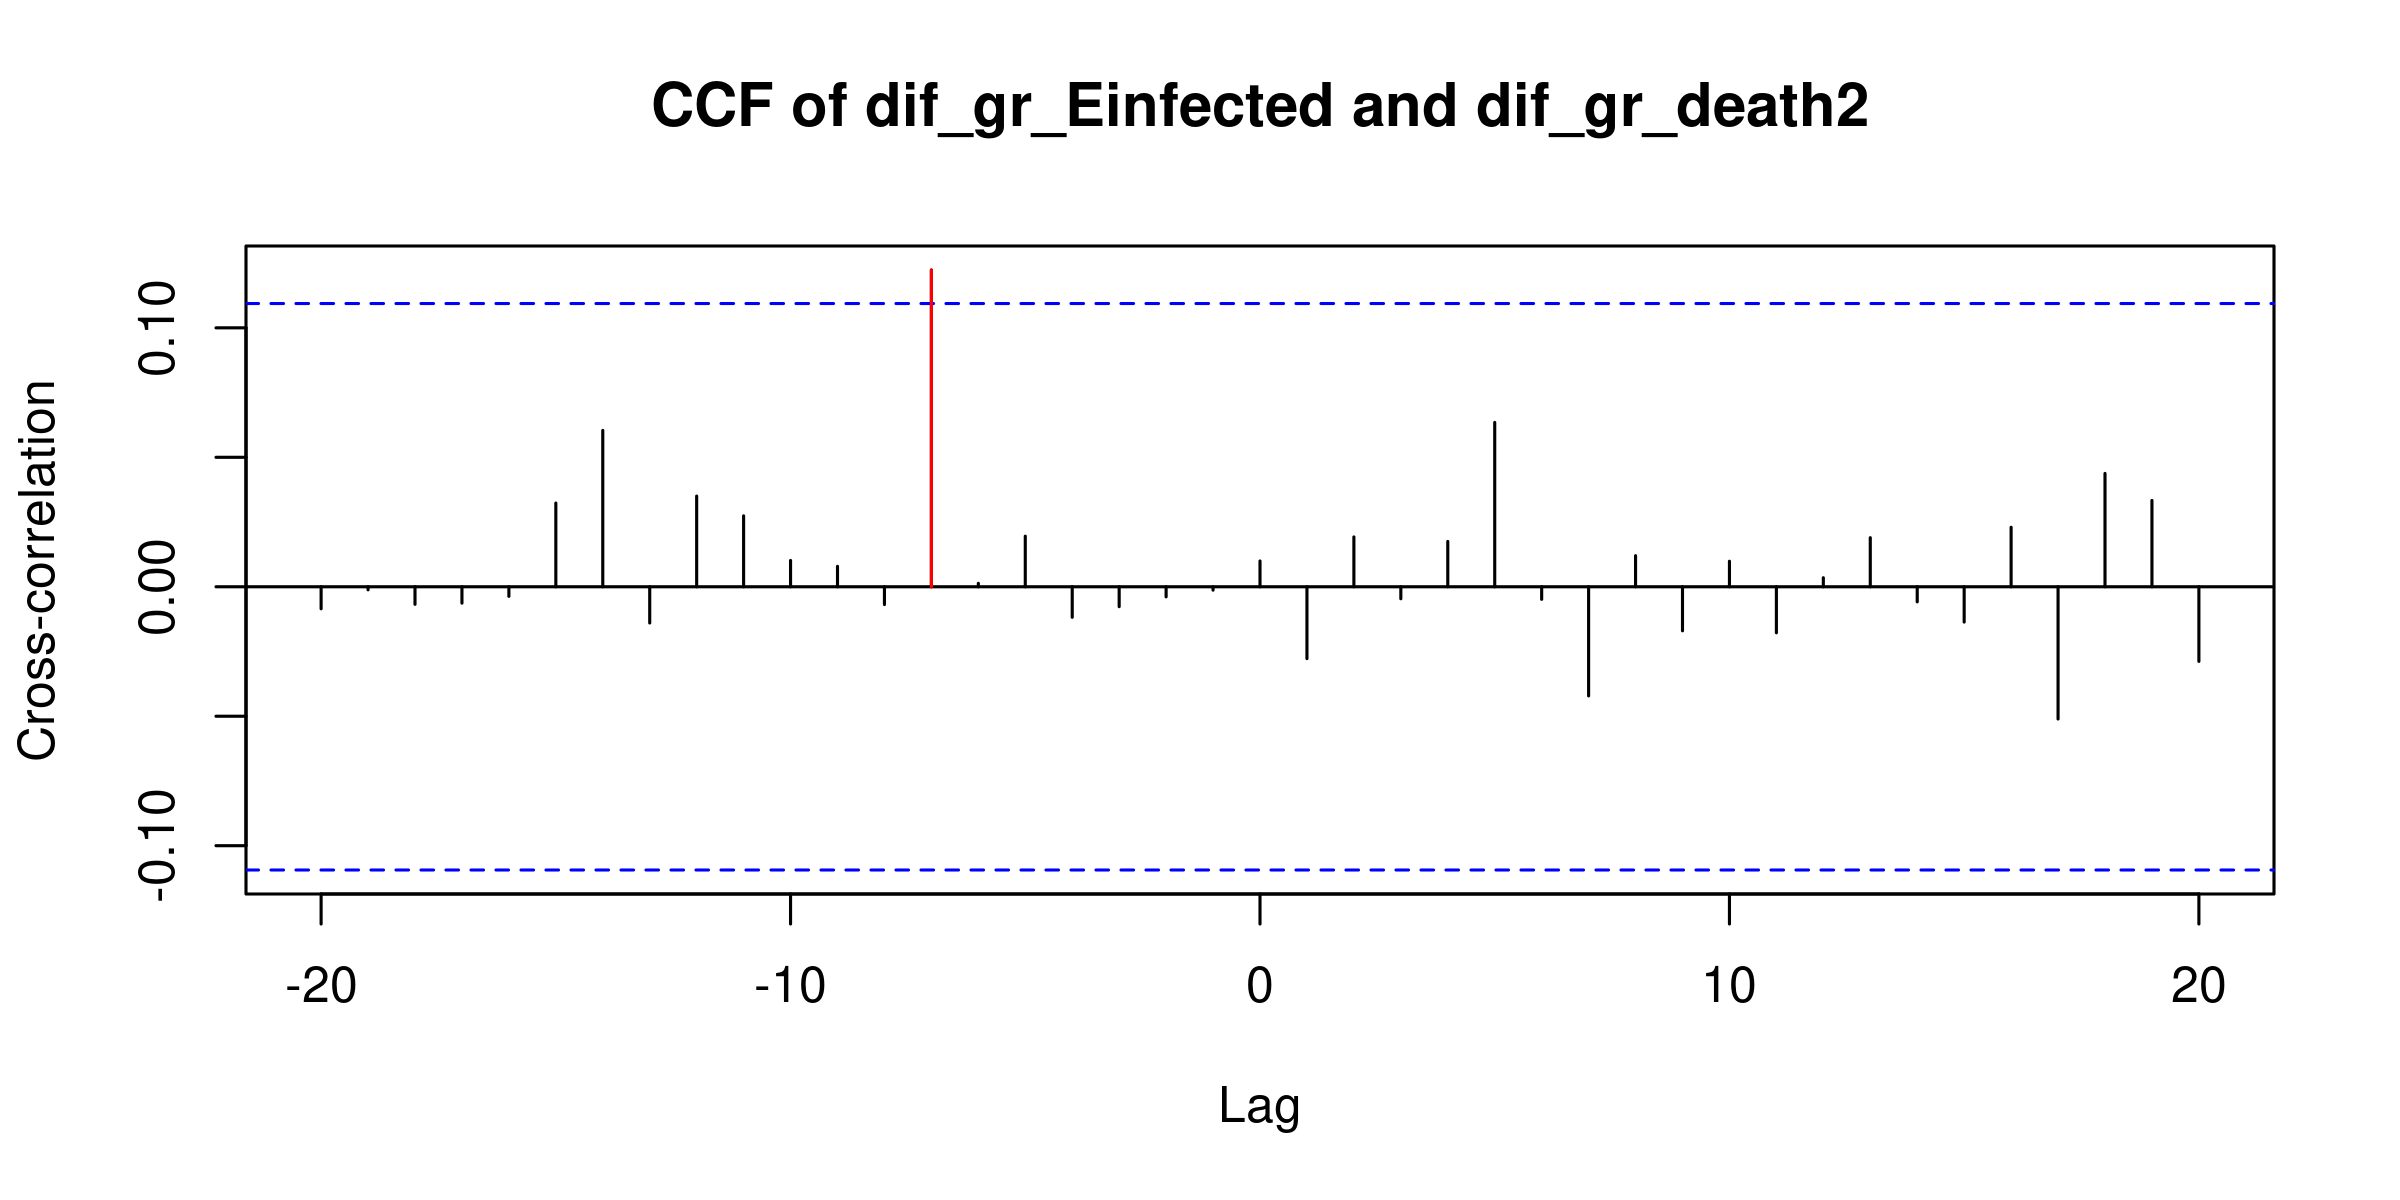 CCF of dif_gr_Einfected and dif_gr_death2
Cross-correlation
0.10
0.00
-0.10
-20 -10 0 10 20
Lag